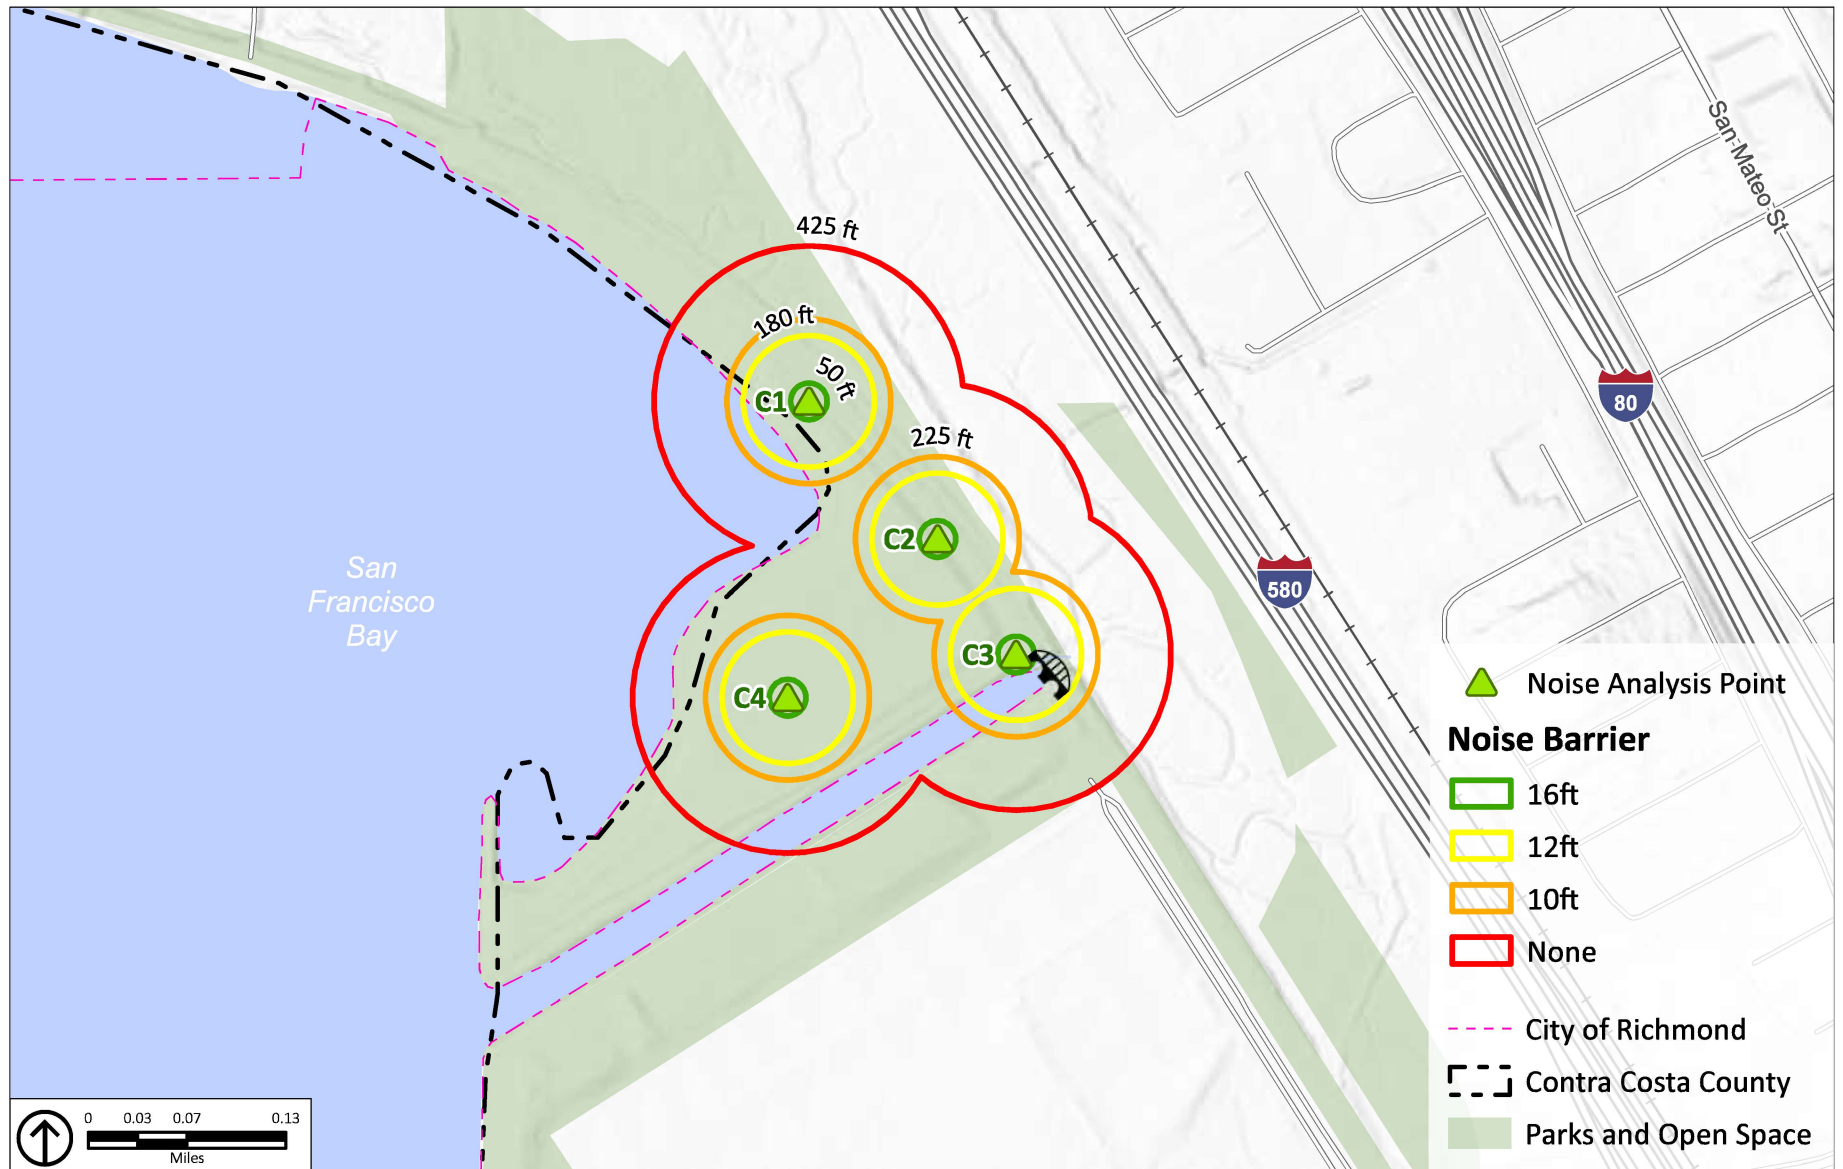 San Mateo St
425 ft
180 ft
50 ft
C1
80
225 ft
C2
San
Francisco
Bay
580
C3
C4
Noise Analysis Point
Noise Barrier
16ft
12ft
10ft
None
City of Richmond
Contra Costa County
Parks and Open Space
0 0.03 0.07 0.13
Miles